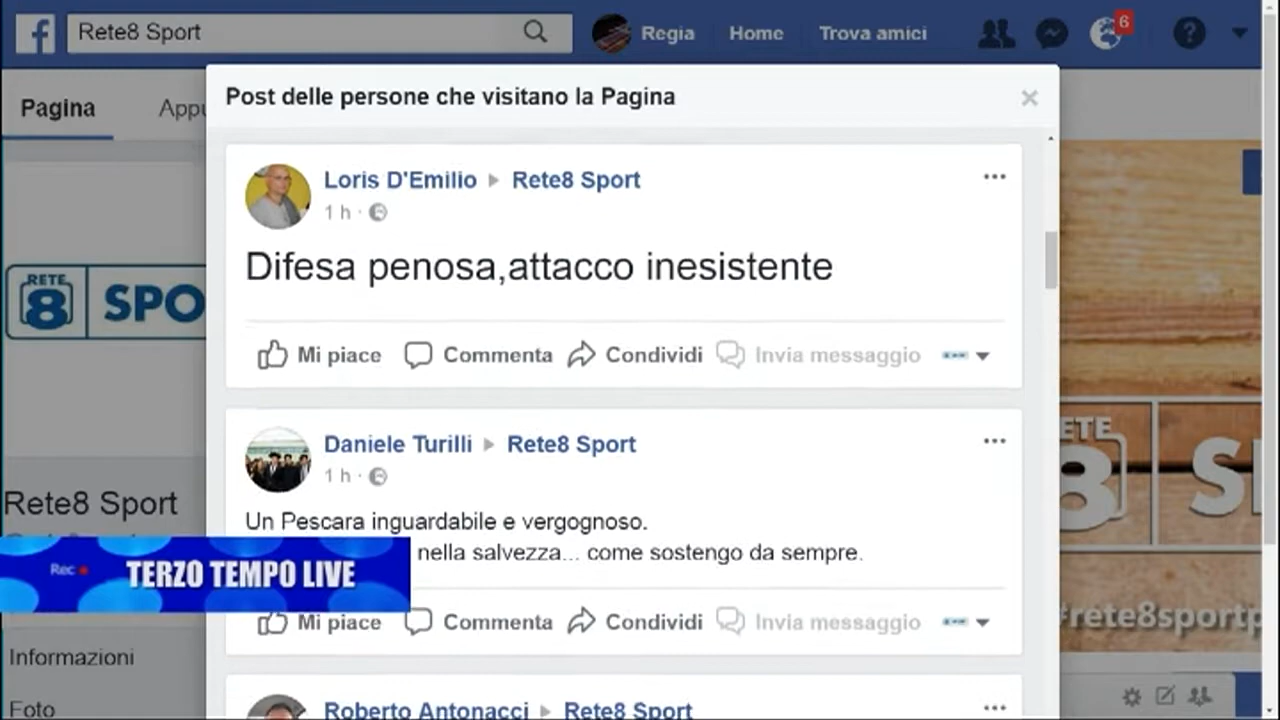 Rete8 Sport
Regia
Home
Trova amici
6
?
Pagina
Appu
Post delle persone che visitano la Pagina
×
Loris D'Emilio Rete8 Sport
1 h ·
Difesa penosa,attacco inesistente
Mi piace
Commenta
Condividi
Invia messaggio
RETE
8
SPO
Daniele Turilli Rete8 Sport
1 h ·
Un Pescara inguardabile e vergognoso.
nella salvezza... come sostengo da sempre.
Mi piace
Commenta
Condividi
Invia messaggio
Rete8 Sport
Rec
TERZO TEMPO LIVE
Informazioni
Foto
Roberto Antonacci Rete8 Sport
ETE
8
S
#rete8sportp